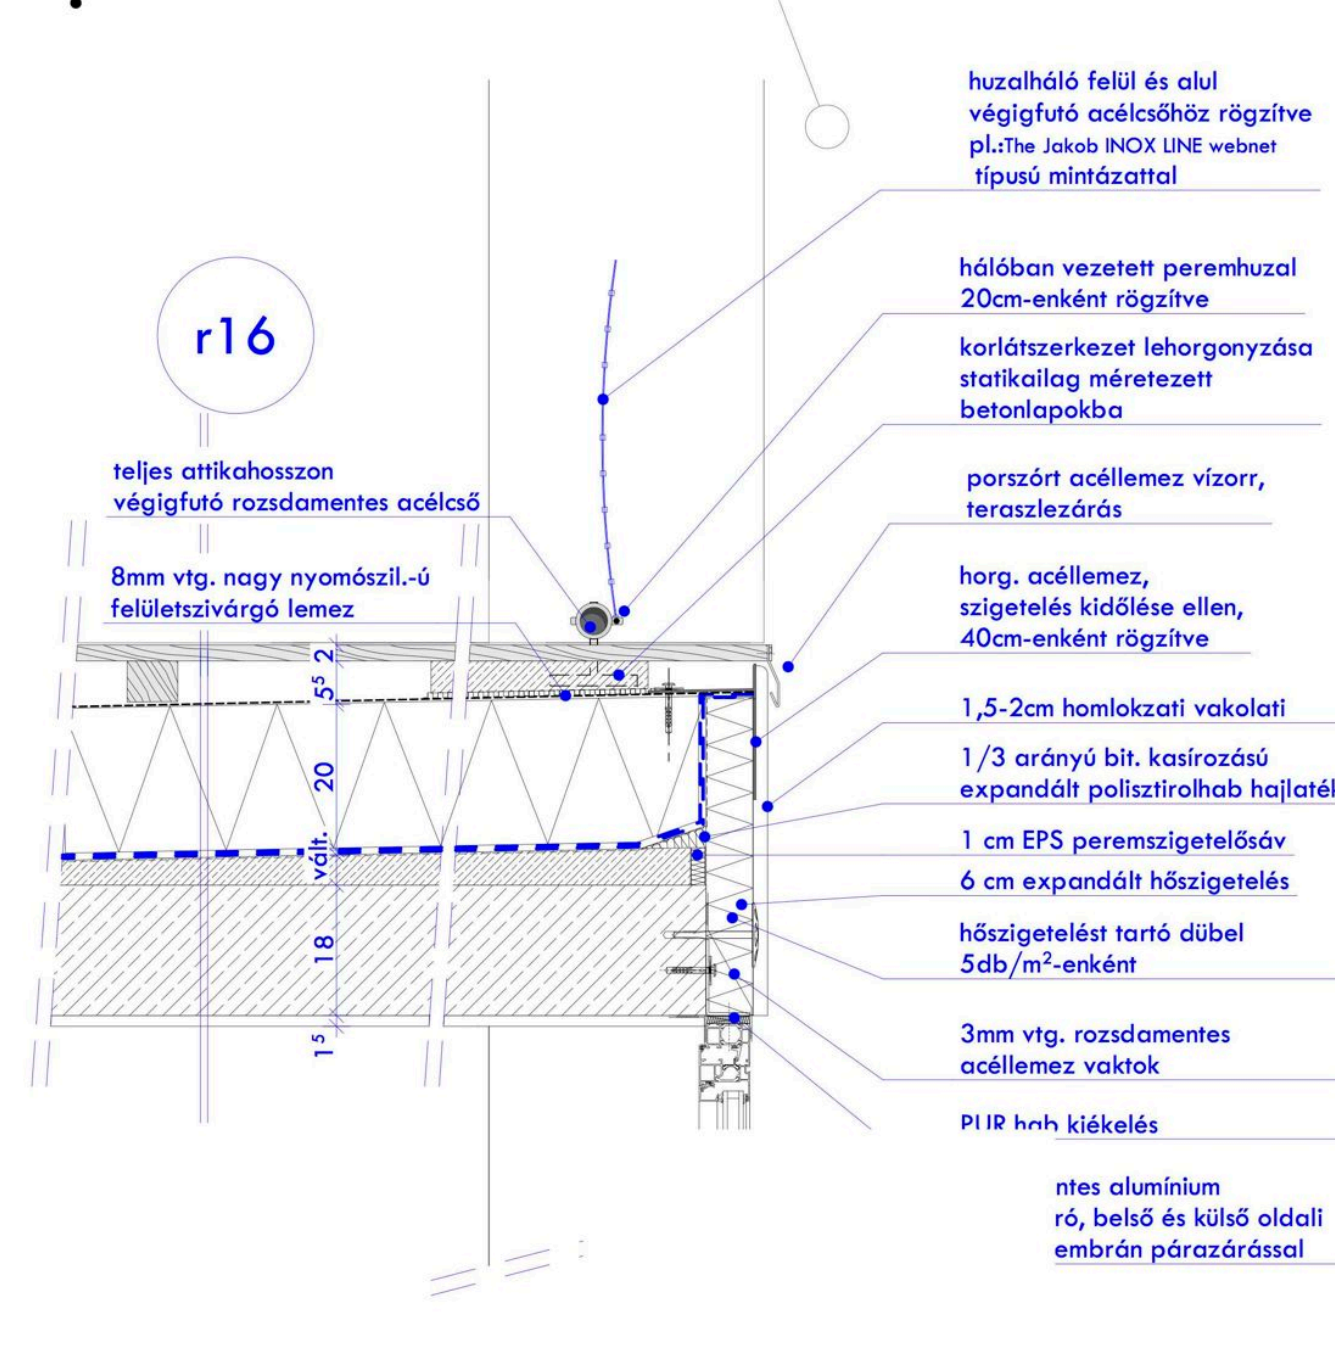 huzalháló felül és alul
végigfutó acélcsőhöz rögzítve
pl.:The Jakob INOX LINE webnet
típusú mintázattal
hálóban vezetett peremhuzal
20cm-enként rögzítve
korlátszerkezet lehorgonyzása
statikailag méretezett
betonlapokba
porszórt acéllemez vízorr,
teraszlezárás
horg. acéllemez,
szigetelés kidőlése ellen,
40cm-enként rögzítve
1,5-2cm homlokzati vakolati
1/3 arányú bit. kasírozású
expandált polisztirolhab hajlaték
1 cm EPS peremszigetelősáv
6 cm expandált hőszigetelés
hőszigetelést tartó dübel
5db/m²-enként
3mm vtg. rozsdamentes
acéllemez vaktok
PUR hab kiékelés
ntes alumínium
ró, belső és külső oldali
embrán párazárással
r16
teljes attikahosszon
végigfutó rozsdamentes acélcső
8mm vtg. nagy nyomószil.-ú
felületszivárgó lemez
2
5⁵
20
vált.
18
1⁵